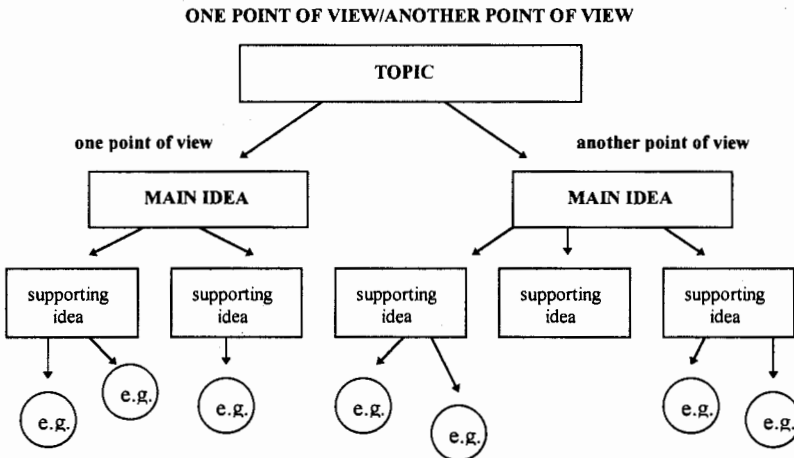 ONE POINT OF VIEW/ANOTHER POINT OF VIEW
TOPIC
one point of view
another point of view
MAIN IDEA
MAIN IDEA
supporting
idea
supporting
idea
supporting
idea
supporting
idea
supporting
idea
e.g.
e.g.
e.g.
e.g.
e.g.
e.g.
e.g.